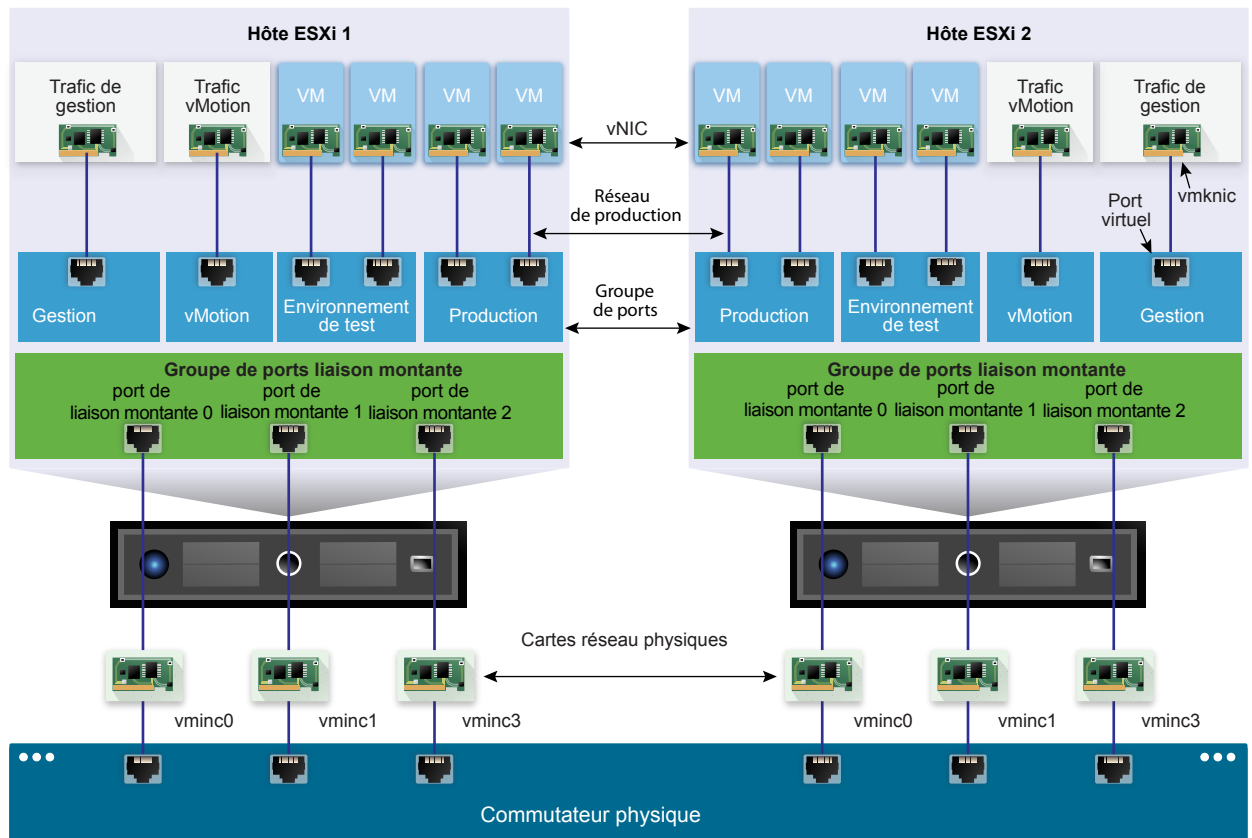 Hôte ESXi 1
Hôte ESXi 2
Trafic de
gestion
Trafic
vMotion
VM
VM
VM
VM
vNIC
VM
VM
VM
VM
Trafic
vMotion
Trafic de
gestion
vmknic
Réseau
de production
Port
virtuel
Gestion
vMotion
Environnement
de test
Production
Groupe
de ports
Production
Environnement
de test
vMotion
Gestion
Groupe de ports liaison montante
port de
liaison montante 0
port de
liaison montante 1
port de
liaison montante 2
Groupe de ports liaison montante
port de
liaison montante 0
port de
liaison montante 1
port de
liaison montante 2
Cartes réseau physiques
vminc0
vminc1
vminc3
vminc0
vminc1
vminc3
Commutateur physique